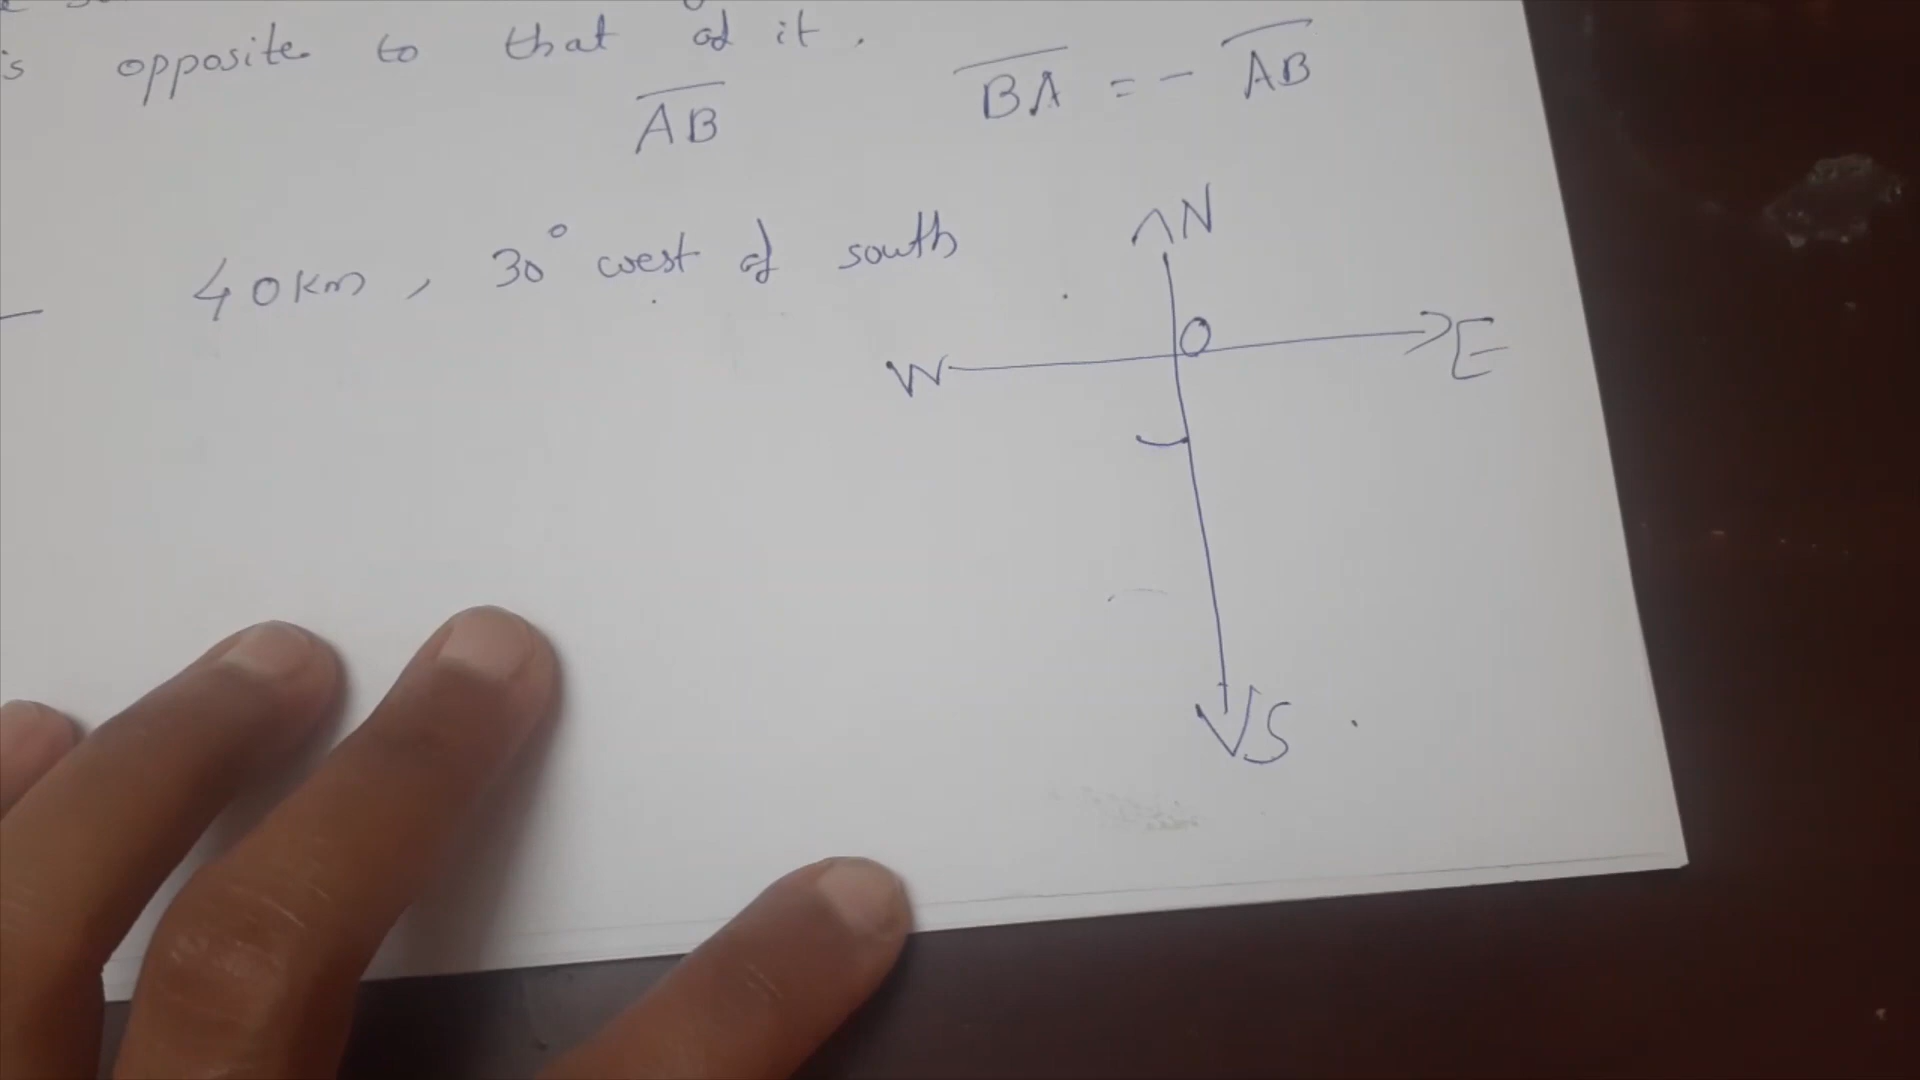 s opposite to that of it.
AB
BA = - AB
40km, 30° west of south
N
O
W
E
S